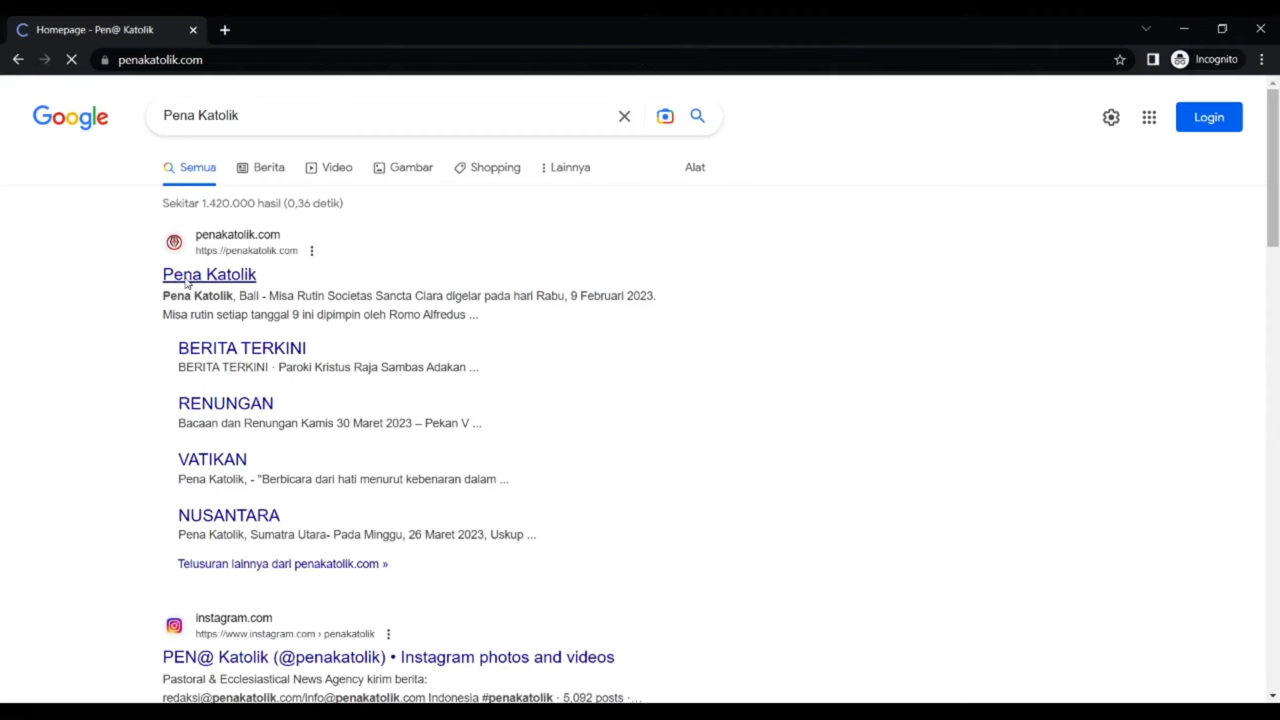 Homepage - Pen@ Katolik
penakatolik.com
Incognito
Google
Pena Katolik
Login
Semua Berita Video Gambar Shopping Lainnya Alat
Sekitar 1.420.000 hasil (0,36 detik)
penakatolik.com
https://penakatolik.com
Pena Katolik
Pena Katolik, Bali - Misa Rutin Societas Sancta Clara digelar pada hari Rabu, 9 Februari 2023.
Misa rutin setiap tanggal 9 ini dipimpin oleh Romo Alfredus ...
BERITA TERKINI
BERITA TERKINI · Paroki Kristus Raja Sambas Adakan ...
RENUNGAN
Bacaan dan Renungan Kamis 30 Maret 2023 – Pekan V ...
VATIKAN
Pena Katolik, - "Berbicara dari hati menurut kebenaran dalam ...
NUSANTARA
Pena Katolik, Sumatra Utara- Pada Minggu, 26 Maret 2023, Uskup ...
Telusuran lainnya dari penakatolik.com »
instagram.com
https://www.instagram.com › penakatolik
PEN@ Katolik (@penakatolik) • Instagram photos and videos
Pastoral & Ecclesiastical News Agency kirim berita:
redaksi@penakatolik.com/info@penakatolik.com Indonesia #penakatolik · 5,092 posts · ...